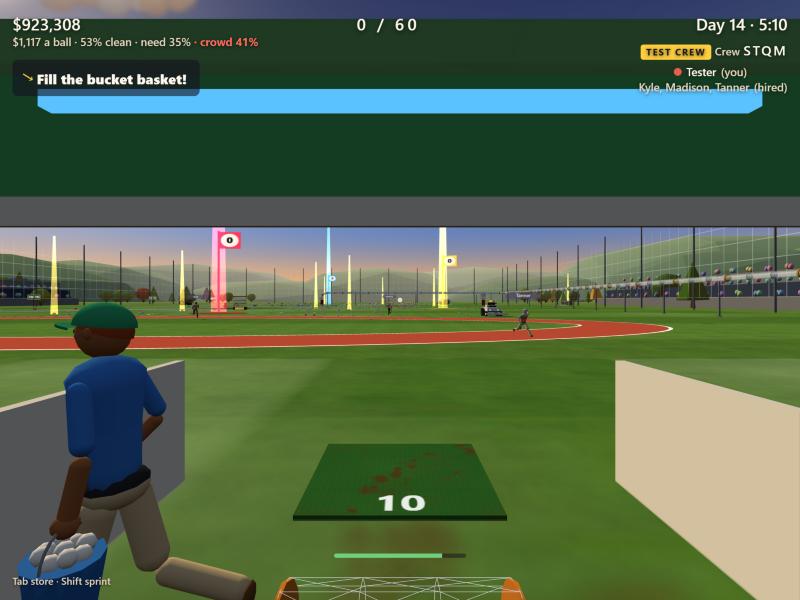 $923,308
0 / 60
Day 14 · 5:10
$1,117 a ball · 53% clean · need 35% · crowd 41%
TEST CREW Crew STQM
Fill the bucket basket!
Tester (you)
Kyle, Madison, Tanner (hired)
0
0
Tanner
10
Tab store · Shift sprint